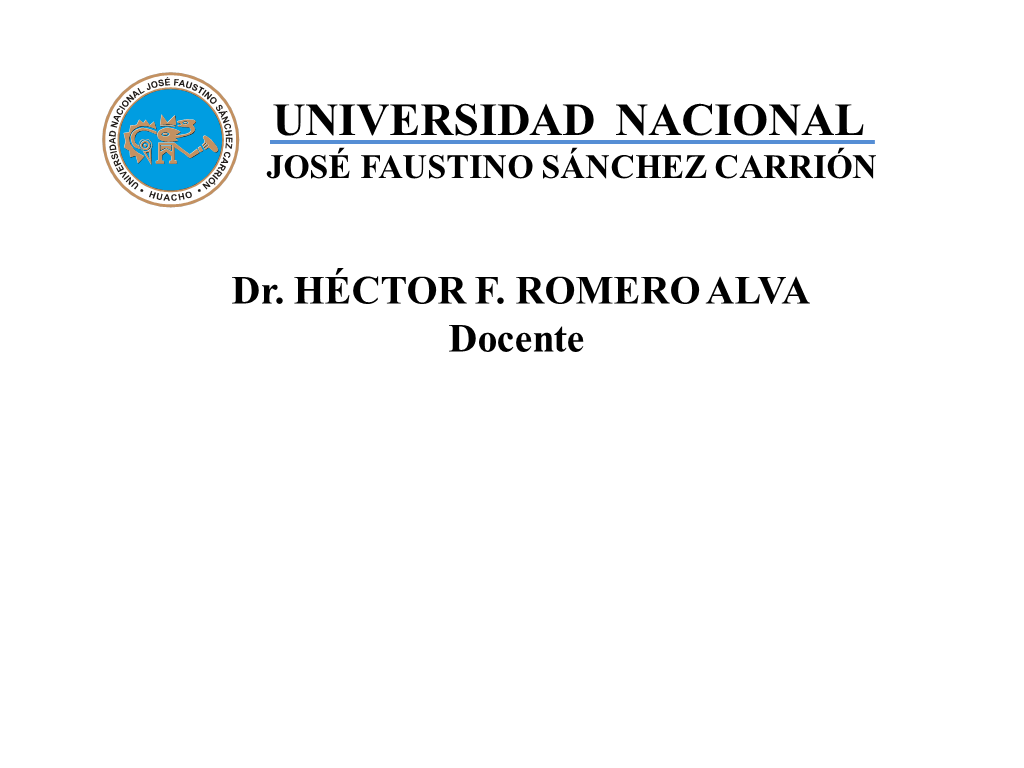 UNIVERSIDAD NACIONAL JOSÉ FAUSTINO SÁNCHEZ CARRIÓN
• HUACHO •
UNIVERSIDAD NACIONAL
JOSÉ FAUSTINO SÁNCHEZ CARRIÓN
Dr. HÉCTOR F. ROMERO ALVA
Docente